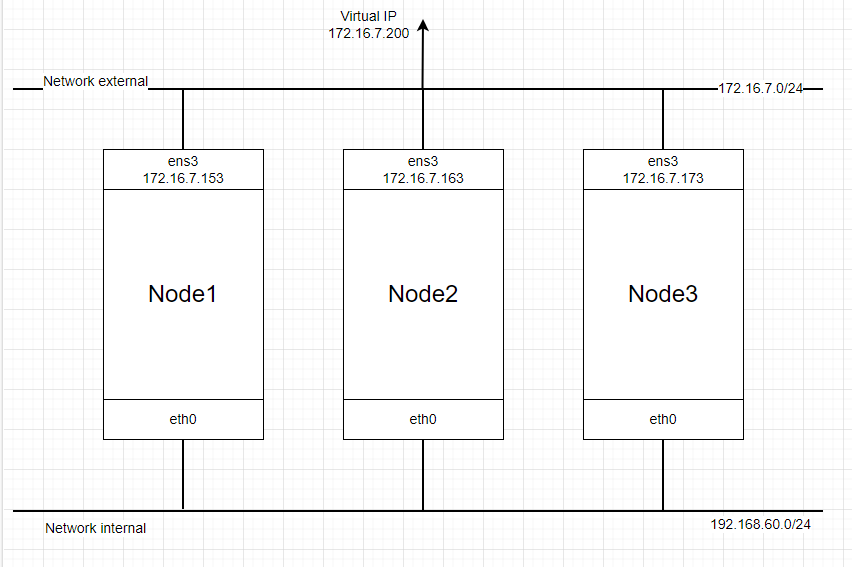 Virtual IP
172.16.7.200
Network external
172.16.7.0/24
ens3
172.16.7.153
ens3
172.16.7.163
ens3
172.16.7.173
Node1
Node2
Node3
eth0
eth0
eth0
Network internal
192.168.60.0/24